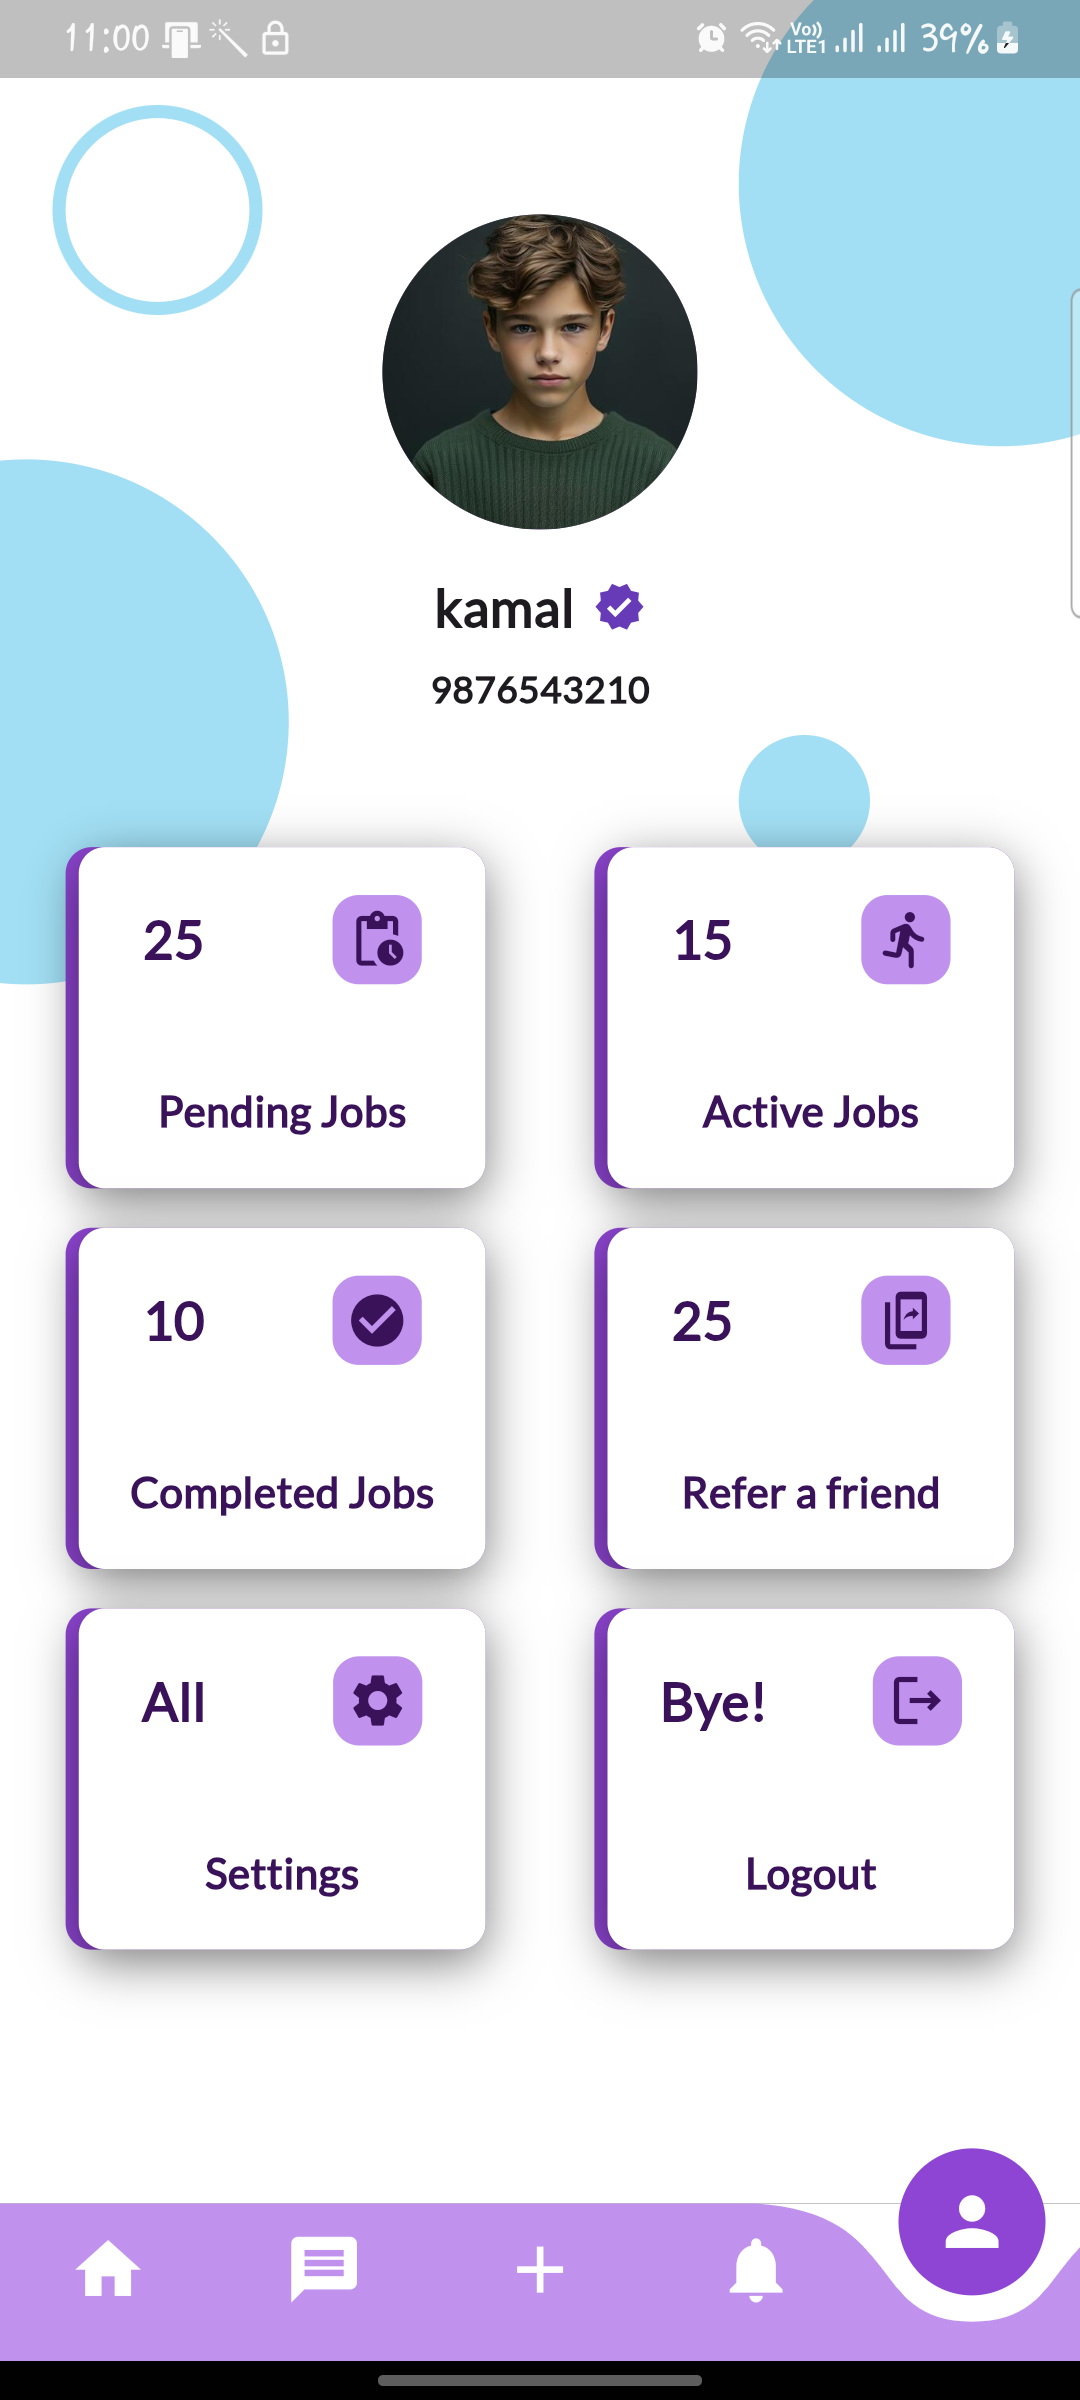 11:00 Vo)) LTE1 39%
kamal
9876543210
25 15
Pending Jobs Active Jobs
10 25
Completed Jobs Refer a friend
All Bye!
Settings Logout